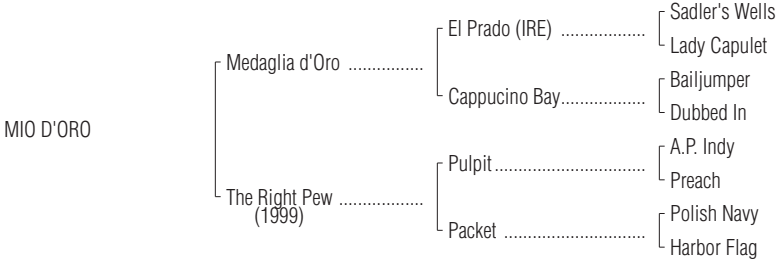 Sadler's Wells
El Prado (IRE) ..................
Lady Capulet
Medaglia d'Oro ................
Bailjumper
Cappucino Bay..................
Dubbed In
MIO D'ORO
A.P. Indy
Pulpit................................
Preach
The Right Pew ..................
(1999)
Polish Navy
Packet ..............................
Harbor Flag